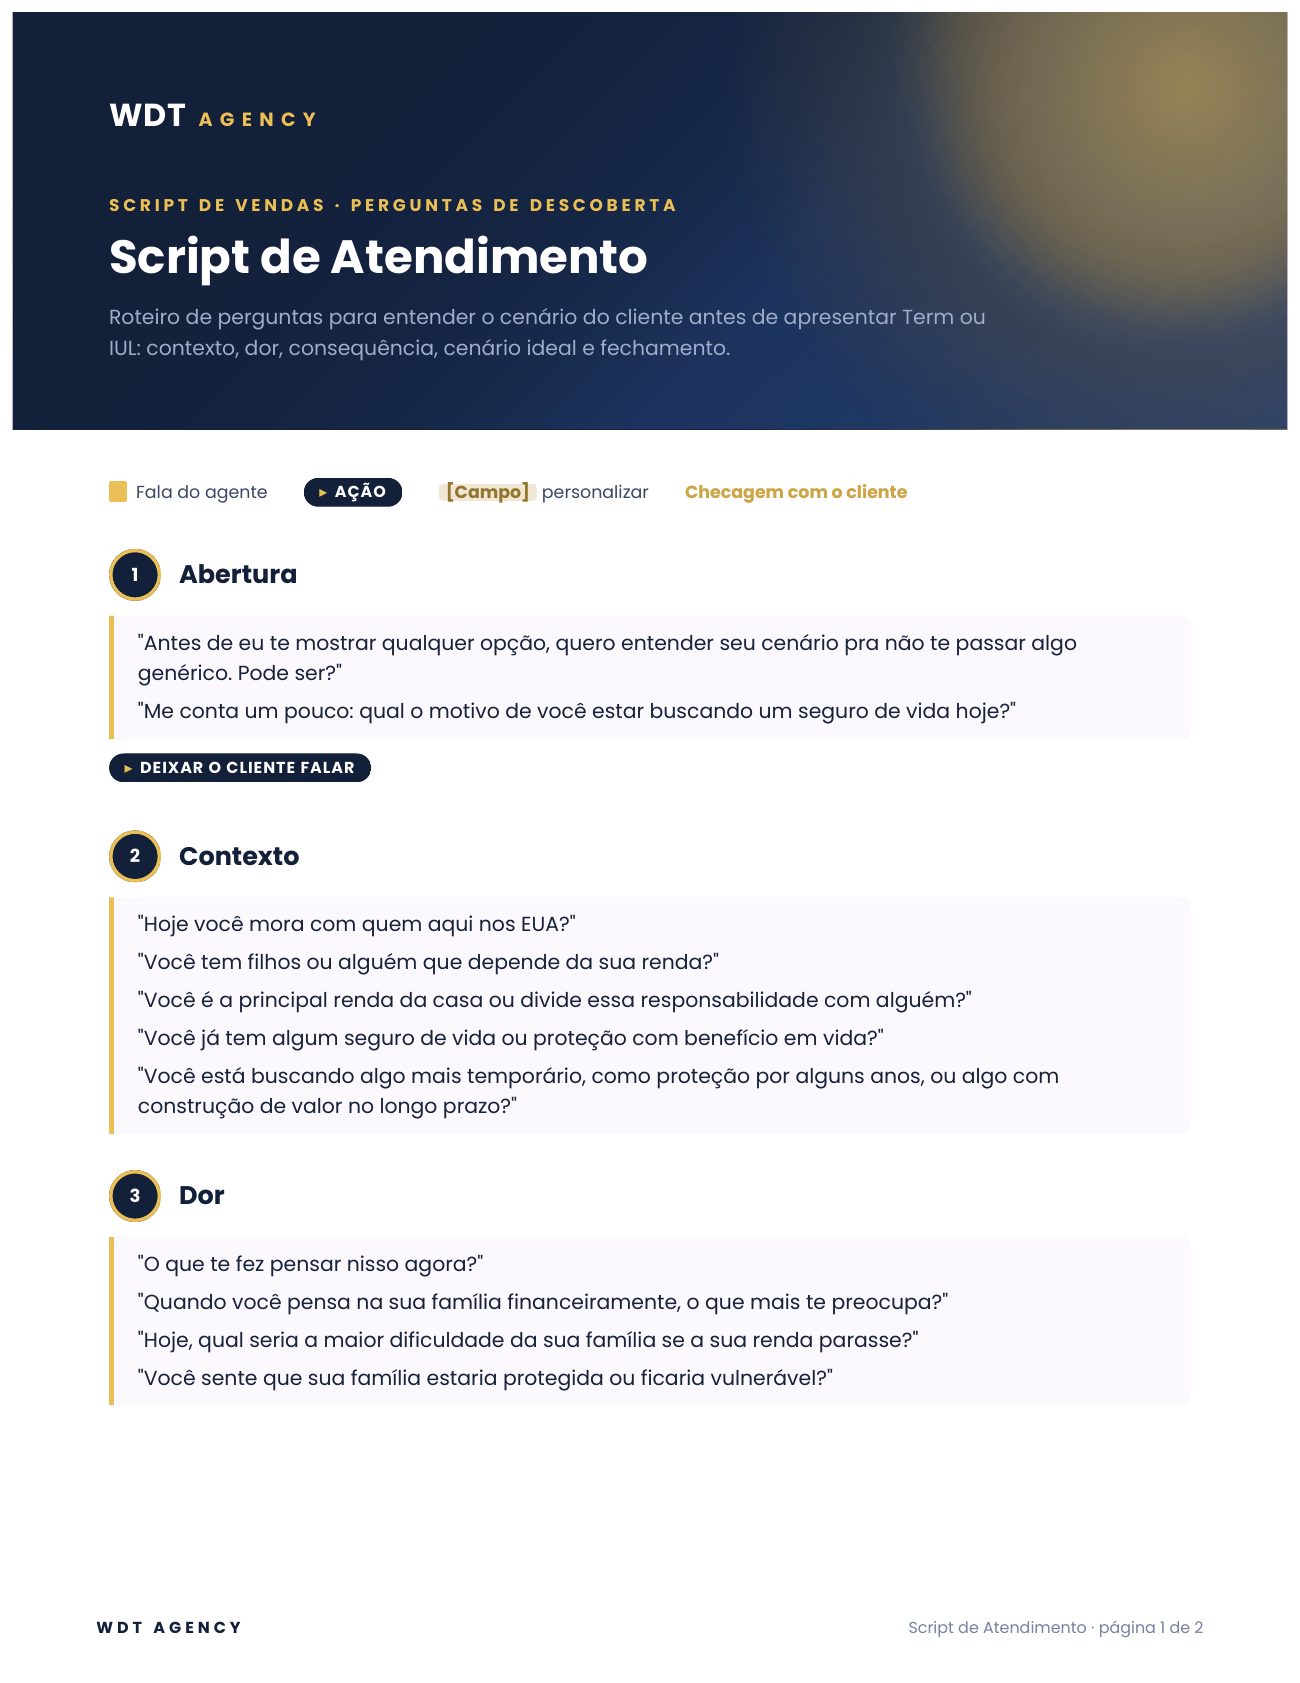 WDT AGENCY
SCRIPT DE VENDAS · PERGUNTAS DE DESCOBERTA
Script de Atendimento
Roteiro de perguntas para entender o cenário do cliente antes de apresentar Term ou
IUL: contexto, dor, consequência, cenário ideal e fechamento.
Fala do agente ▸ AÇÃO [Campo] personalizar Checagem com o cliente
1 Abertura
"Antes de eu te mostrar qualquer opção, quero entender seu cenário pra não te passar algo
genérico. Pode ser?"
"Me conta um pouco: qual o motivo de você estar buscando um seguro de vida hoje?"
▸ DEIXAR O CLIENTE FALAR
2 Contexto
"Hoje você mora com quem aqui nos EUA?"
"Você tem filhos ou alguém que depende da sua renda?"
"Você é a principal renda da casa ou divide essa responsabilidade com alguém?"
"Você já tem algum seguro de vida ou proteção com benefício em vida?"
"Você está buscando algo mais temporário, como proteção por alguns anos, ou algo com
construção de valor no longo prazo?"
3 Dor
"O que te fez pensar nisso agora?"
"Quando você pensa na sua família financeiramente, o que mais te preocupa?"
"Hoje, qual seria a maior dificuldade da sua família se a sua renda parasse?"
"Você sente que sua família estaria protegida ou ficaria vulnerável?"
WDT AGENCY
Script de Atendimento · página 1 de 2